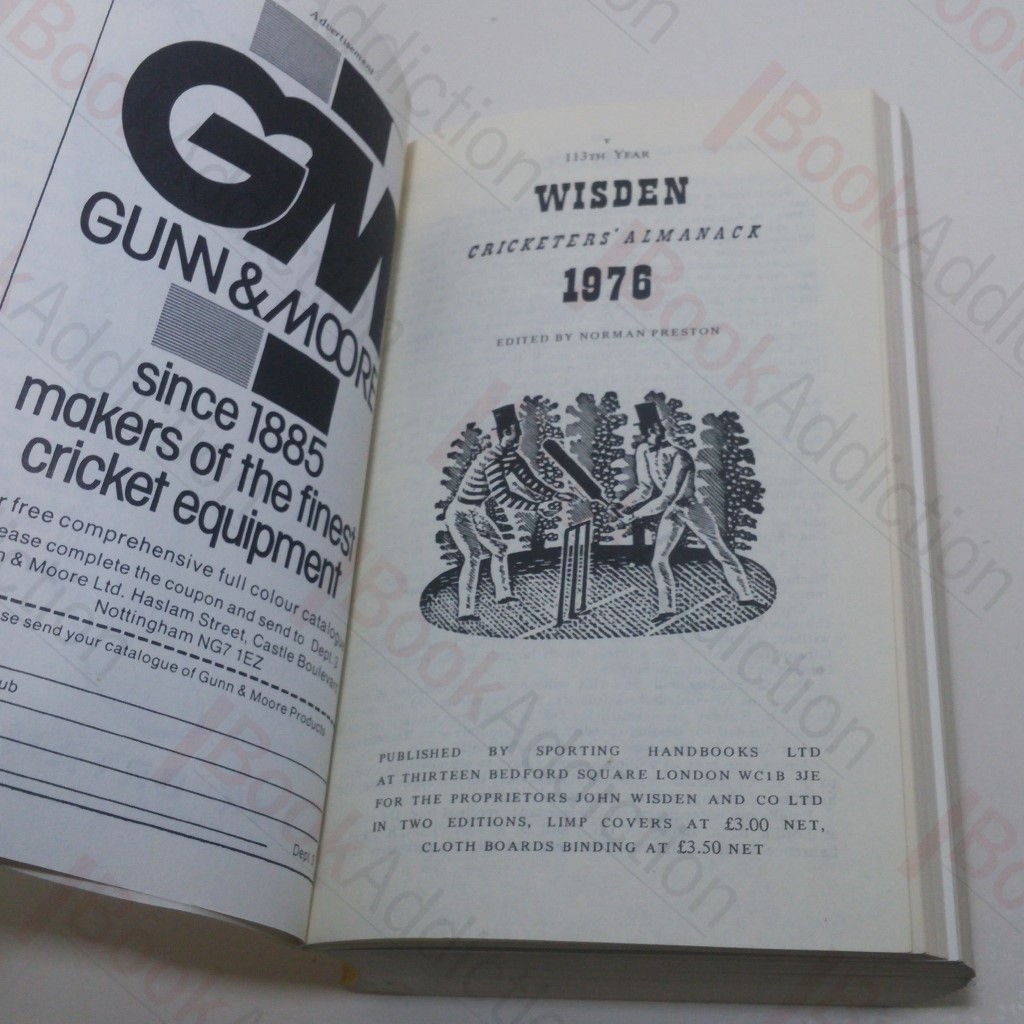 Advertisement
GM
GUNN & MOORE
since 1885
makers of the finest
cricket equipment
free comprehensive full colour catalogue
complete the coupon and send to Dept. 3
& Moore Ltd. Haslam Street, Castle Boulevard
Nottingham NG7 1EZ
send your catalogue of Gunn & Moore Products
Dept.
113TH YEAR
WISDEN
CRICKETERS' ALMANACK
1976
EDITED BY NORMAN PRESTON
PUBLISHED BY SPORTING HANDBOOKS LTD
AT THIRTEEN BEDFORD SQUARE LONDON WC1B 3JE
FOR THE PROPRIETORS JOHN WISDEN AND CO LTD
IN TWO EDITIONS, LIMP COVERS AT £3.00 NET,
CLOTH BOARDS BINDING AT £3.50 NET
BookAddiction